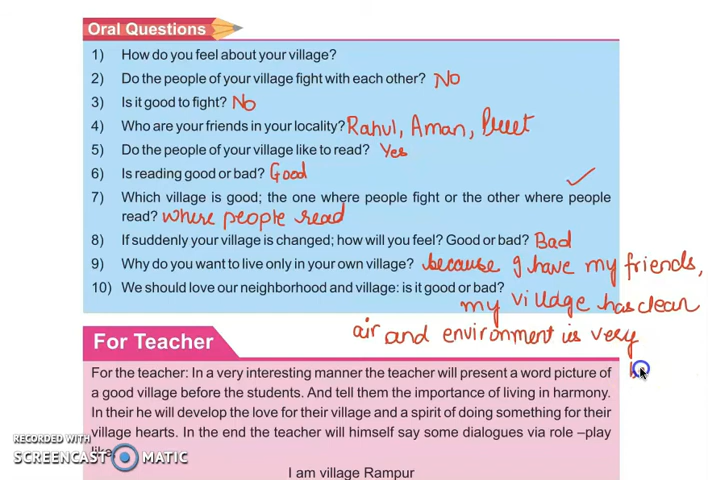 Oral Questions
1) How do you feel about your village?
2) Do the people of your village fight with each other? No
3) Is it good to fight? No
4) Who are your friends in your locality? Rahul, Aman, Preet
5) Do the people of your village like to read? Yes
6) Is reading good or bad? Good
7) Which village is good; the one where people fight or the other where people
read? where people read
8) If suddenly your village is changed; how will you feel? Good or bad? Bad
9) Why do you want to live only in your own village? because I have my friends,
10) We should love our neighborhood and village: is it good or bad?
my village has clean
air and environment is very
For Teacher
For the teacher: In a very interesting manner the teacher will present a word picture of
a good village before the students. And tell them the importance of living in harmony.
In their he will develop the love for their village and a spirit of doing something for their
village hearts. In the end the teacher will himself say some dialogues via role –play
like.
I am village Rampur
RECORDED WITH
SCREENCAST MATIC